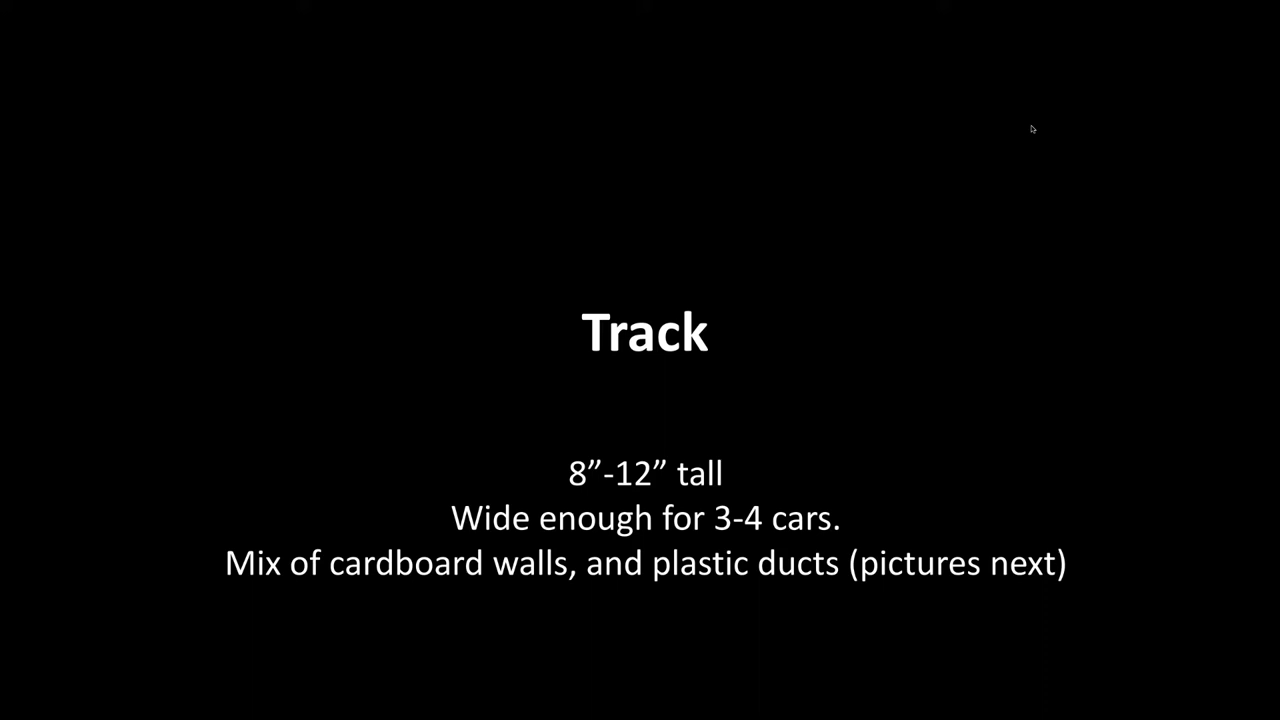 Track
8”-12” tall
Wide enough for 3-4 cars.
Mix of cardboard walls, and plastic ducts (pictures next)